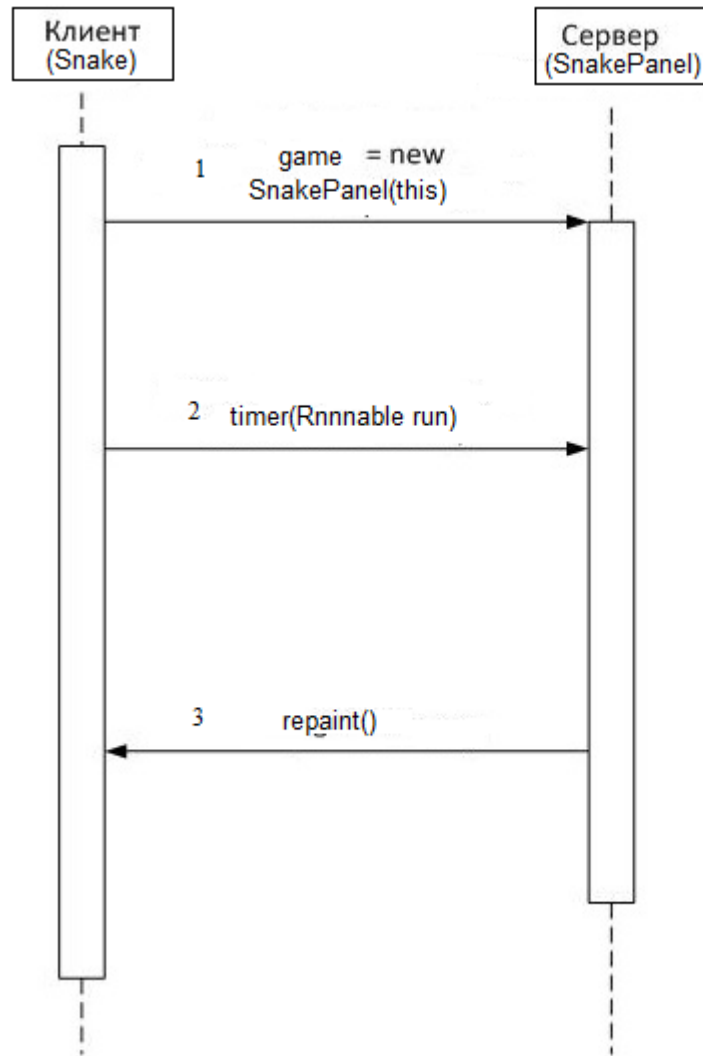 Клиент
(Snake)
Сервер
(SnakePanel)
1 game = new
SnakePanel(this)
2 timer(Rnnnable run)
3 repaint()